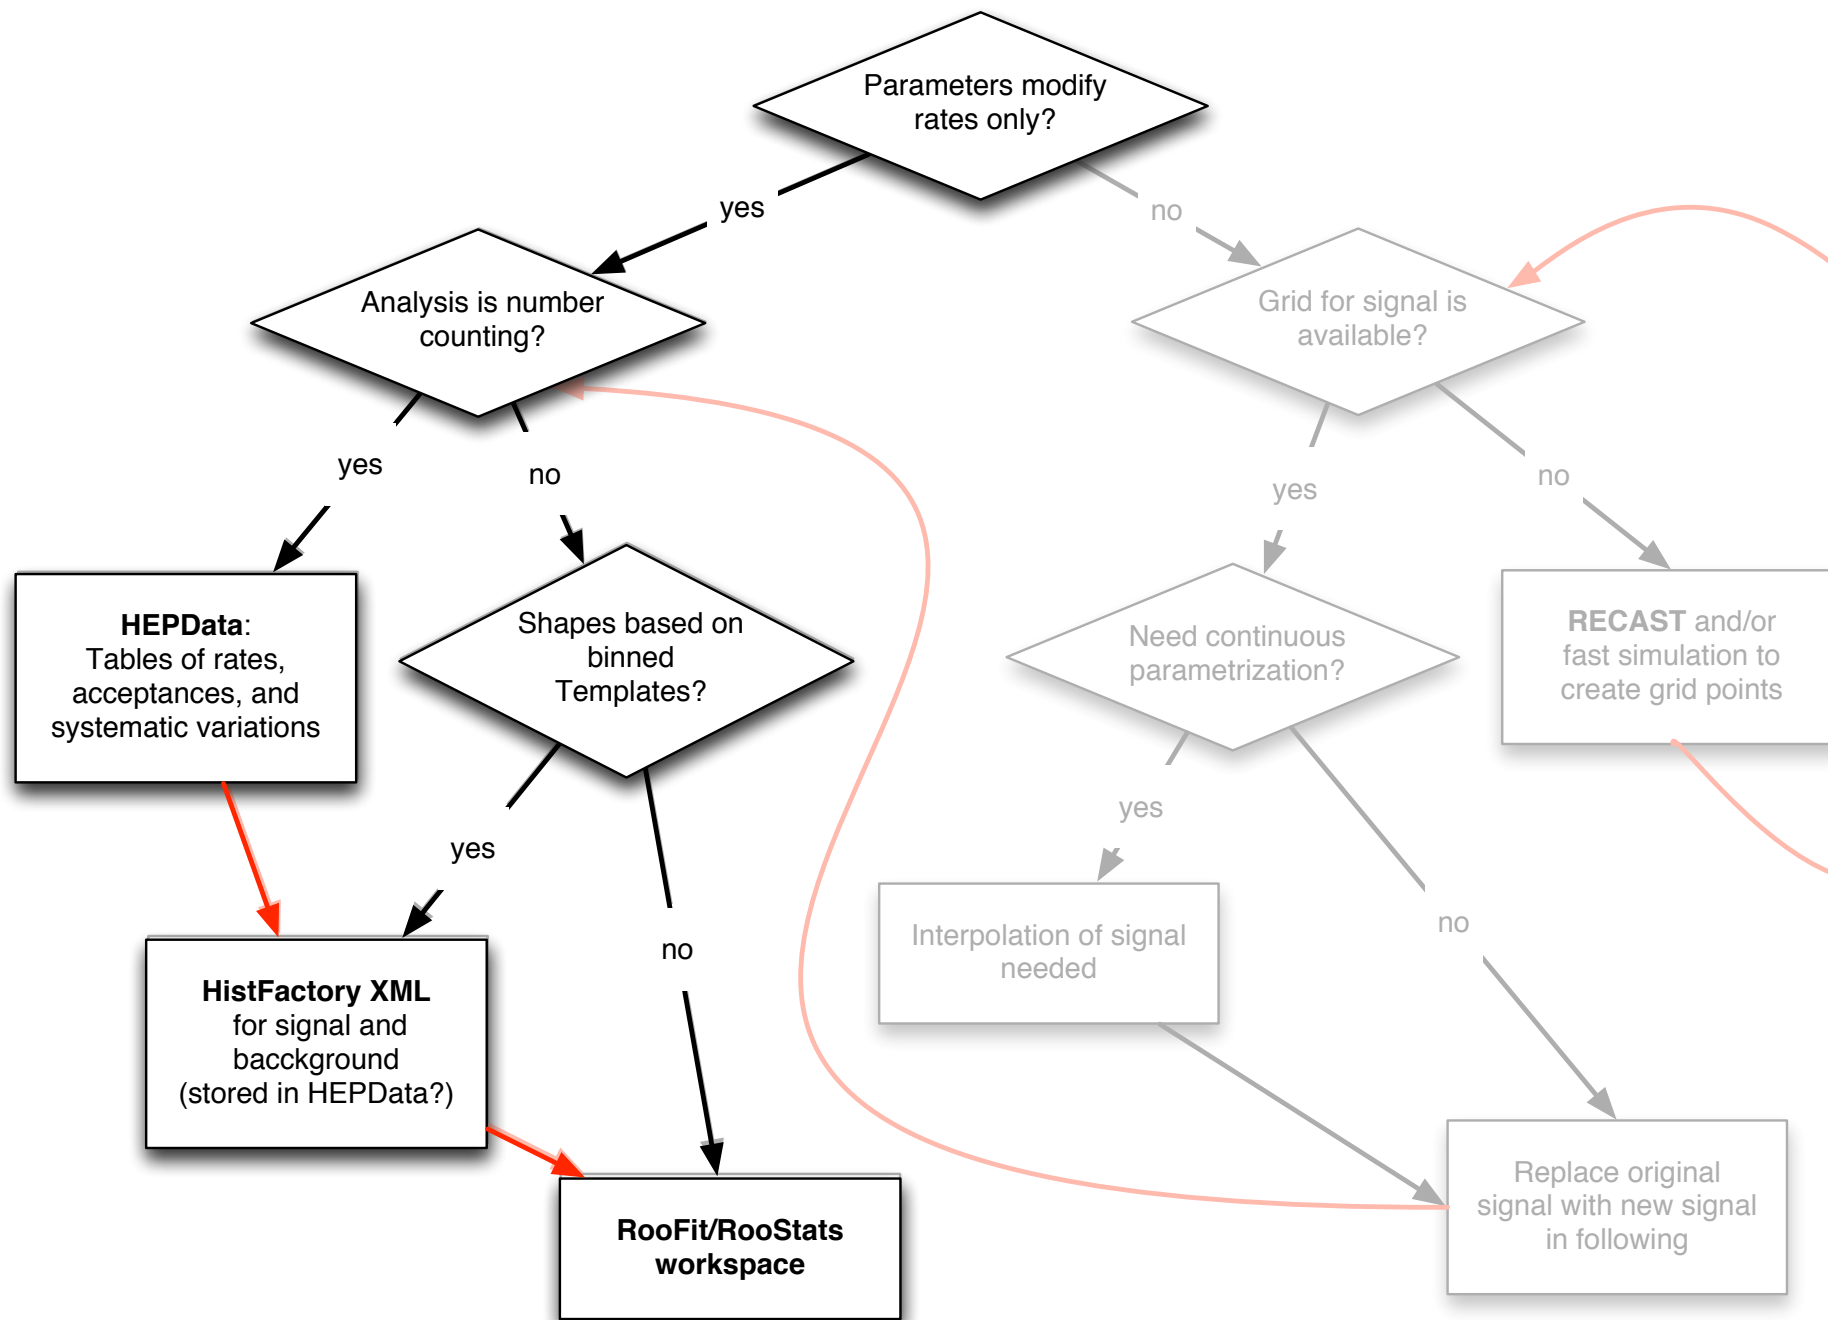 Parameters modify
rates only?
yes
no
Analysis is number
counting?
Grid for signal is
available?
yes
no
yes
no
HEPData:
Tables of rates,
acceptances, and
systematic variations
Shapes based on
binned
Templates?
Need continuous
parametrization?
RECAST and/or
fast simulation to
create grid points
yes
no
yes
no
HistFactory XML
for signal and
bacckground
(stored in HEPData?)
Interpolation of signal
needed
RooFit/RooStats
workspace
Replace original
signal with new signal
in following